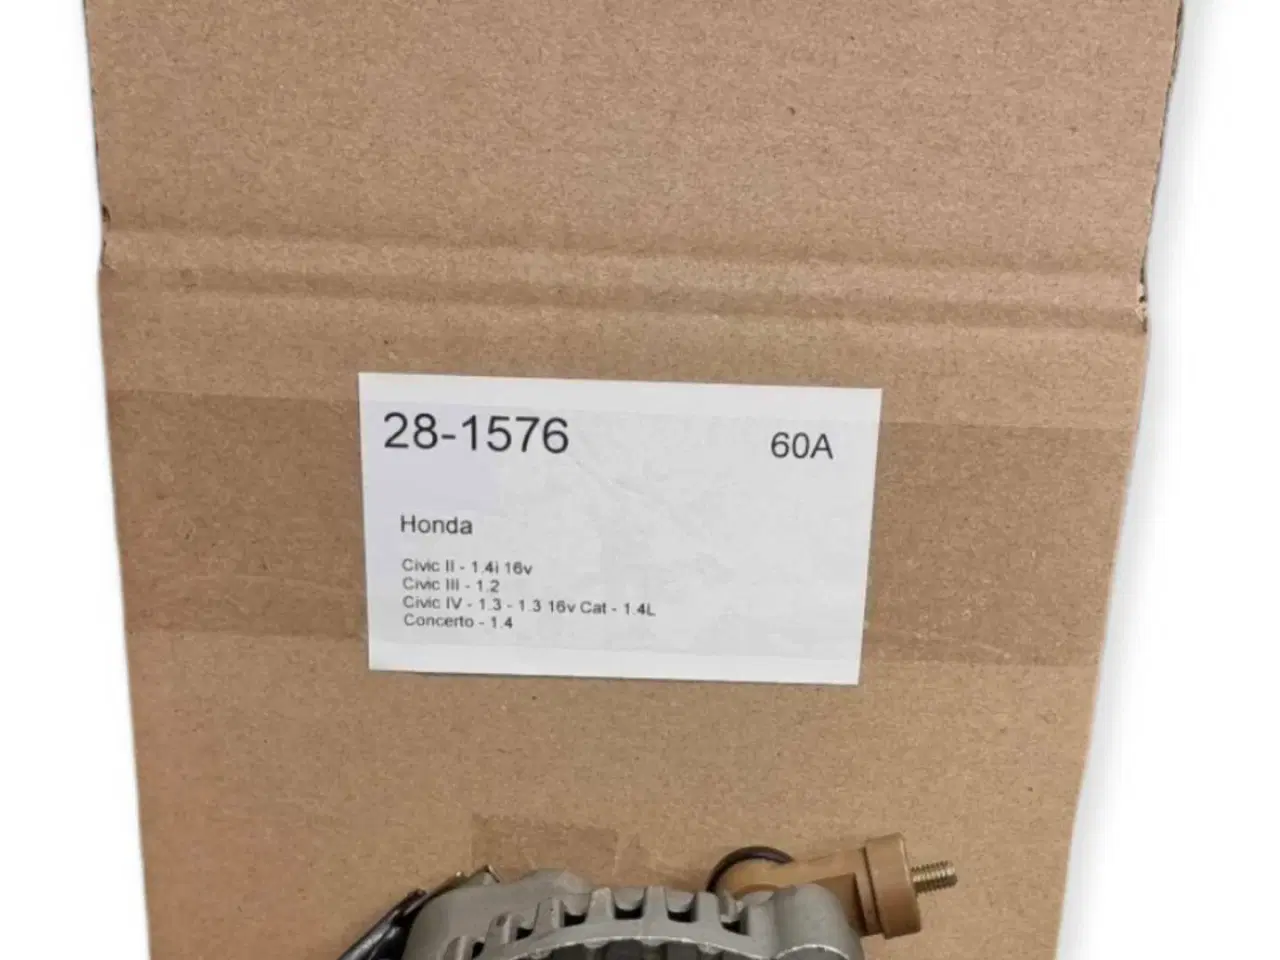 28-1576 60A
Honda
Civic II - 1.4i 16v
Civic III - 1.2
Civic IV - 1.3 - 1.3 16v Cat - 1.4L
Concerto - 1.4